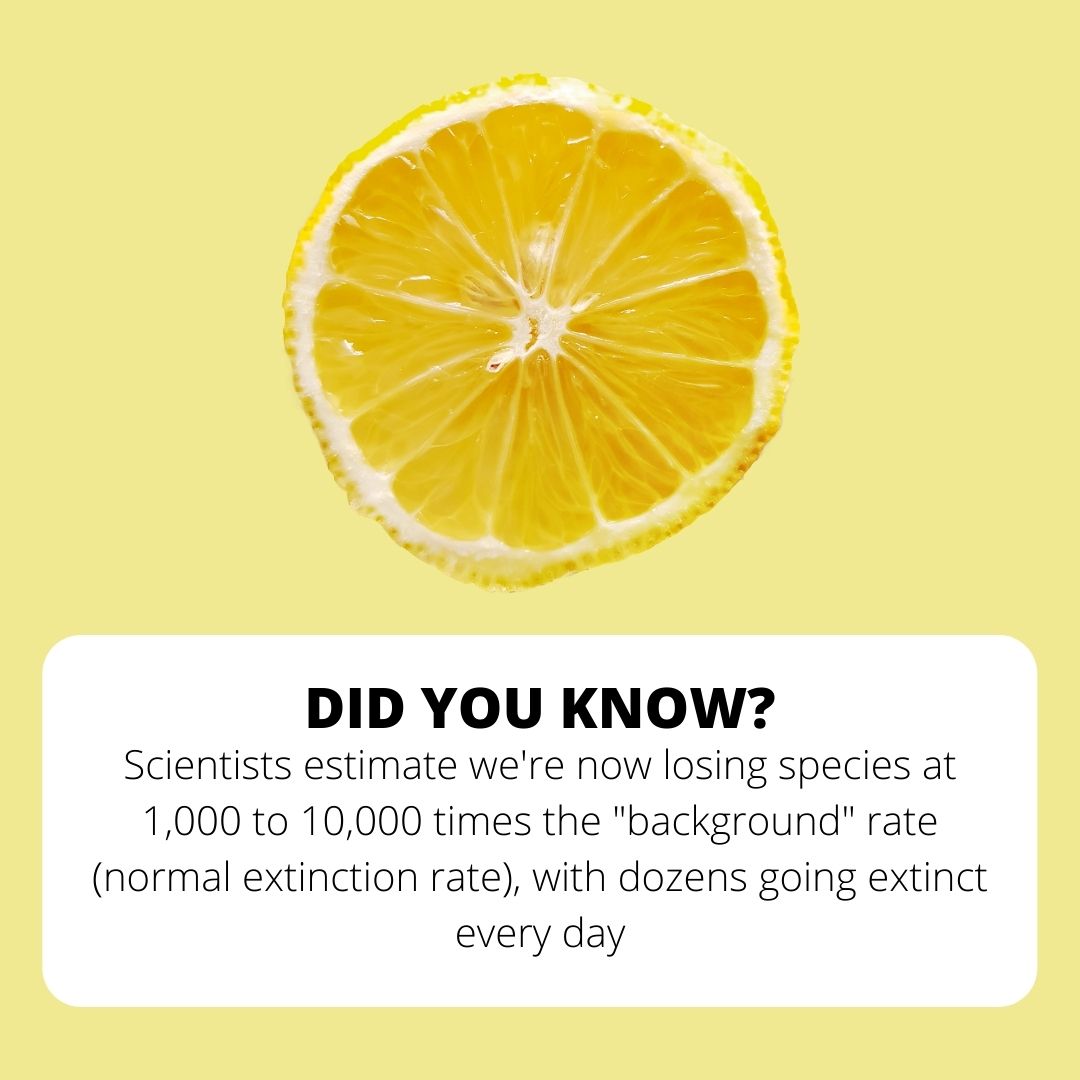 DID YOU KNOW?
Scientists estimate we're now losing species at
1,000 to 10,000 times the "background" rate
(normal extinction rate), with dozens going extinct
every day